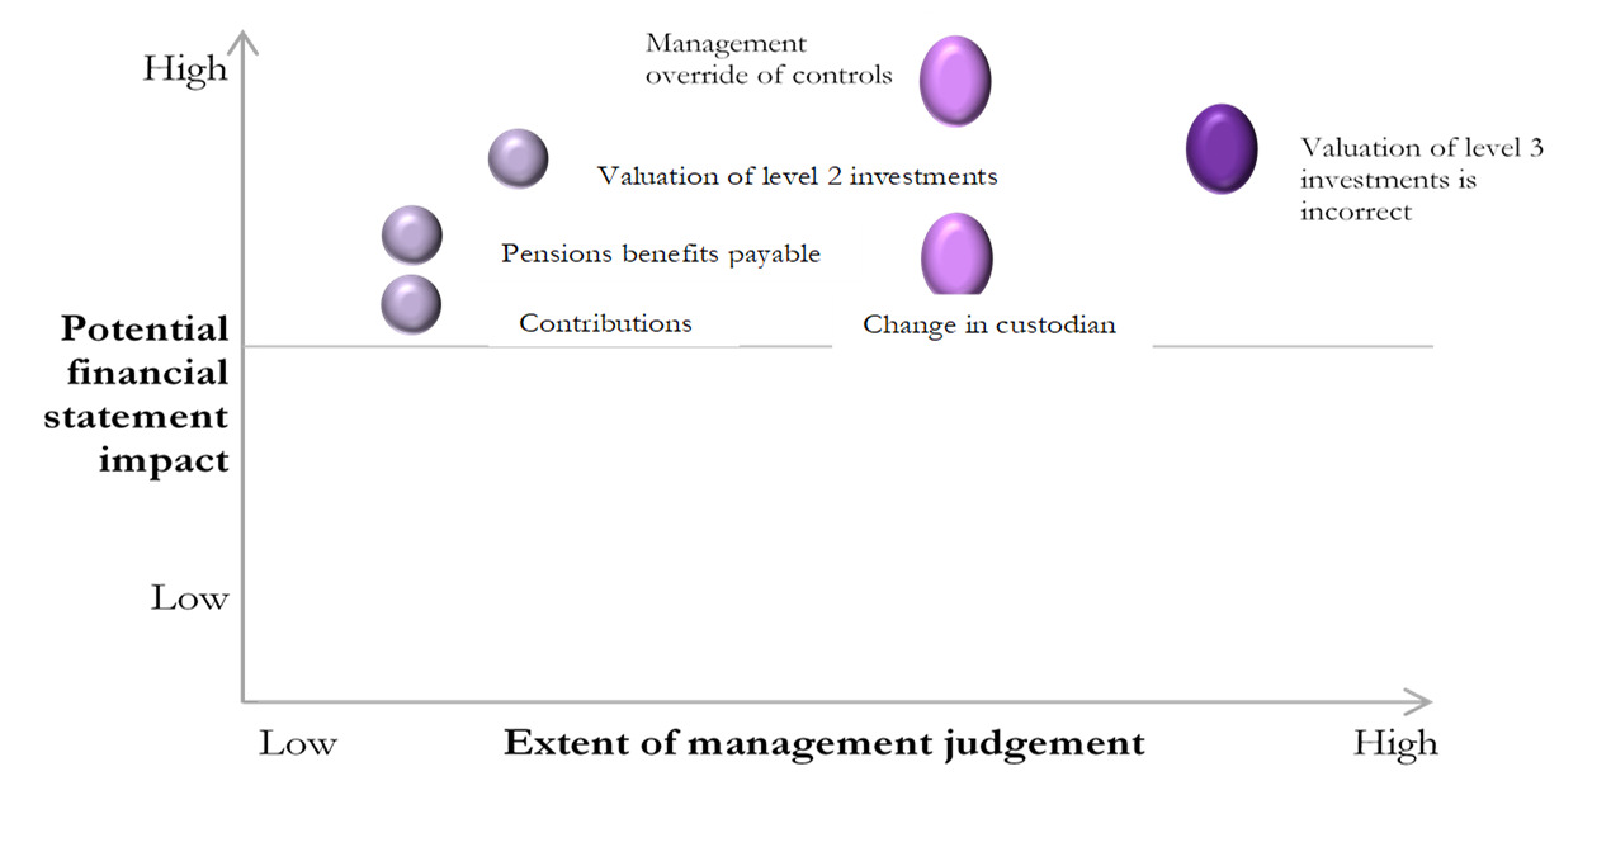 High
Management
override of controls
Valuation of level 3
investments is
incorrect
Valuation of level 2 investments
Pensions benefits payable
Contributions
Change in custodian
Potential
financial
statement
impact
Low
Low
Extent of management judgement
High